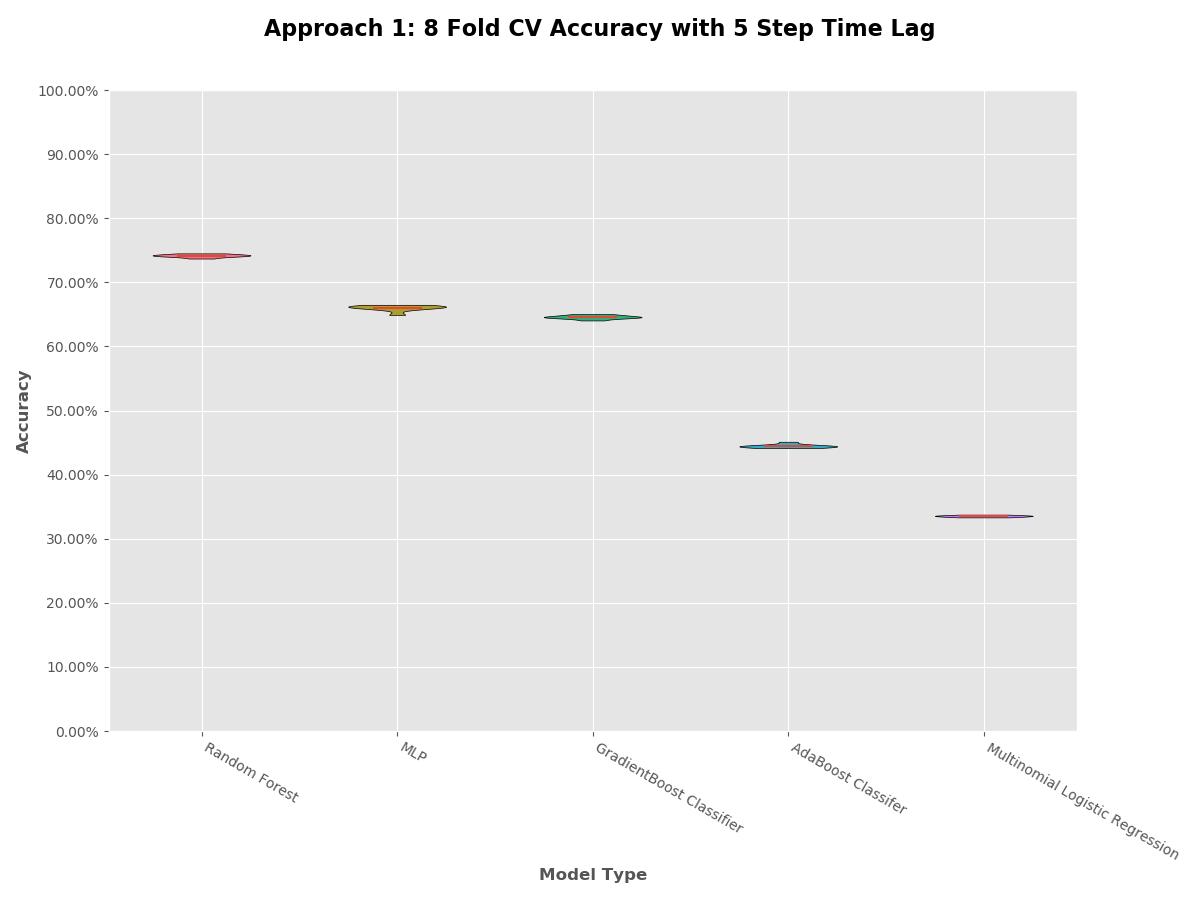 Approach 1: 8 Fold CV Accuracy with 5 Step Time Lag
100.00%
90.00%
80.00%
70.00%
60.00%
50.00%
40.00%
30.00%
20.00%
10.00%
0.00%
Accuracy
Random Forest
MLP
GradientBoost Classifier
AdaBoost Classifer
Multinomial Logistic Regression
Model Type